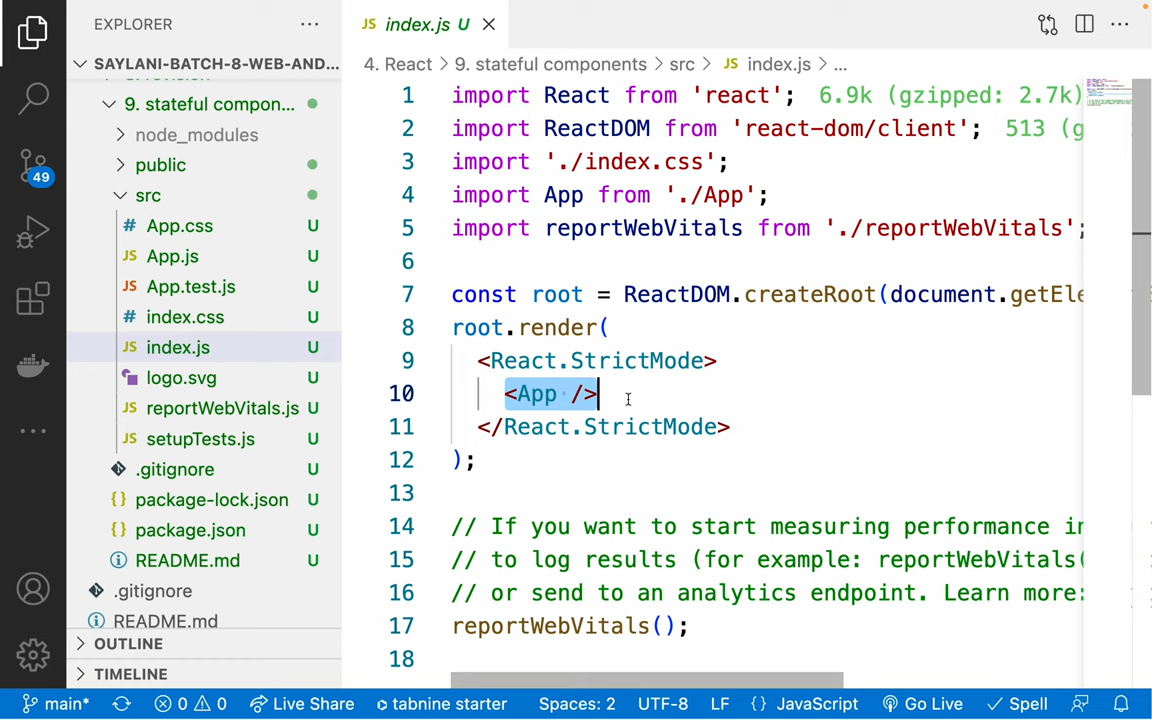 EXPLORER
SAYLANI-BATCH-8-WEB-AND...
9. stateful compon...
node_modules
public
src
# App.css U
JS App.js U
JS App.test.js U
# index.css U
JS index.js U
logo.svg U
JS reportWebVitals.js U
JS setupTests.js U
.gitignore U
{} package-lock.json U
{} package.json U
README.md U
.gitignore
README.md
OUTLINE
TIMELINE
49
JS index.js U
4. React > 9. stateful components > src > JS index.js > ...
1 import React from 'react'; 6.9k (gzipped: 2.7k)
2 import ReactDOM from 'react-dom/client'; 513 (g
3 import './index.css';
4 import App from './App';
5 import reportWebVitals from './reportWebVitals';
6
7 const root = ReactDOM.createRoot(document.getEle
8 root.render(
9 <React.StrictMode>
10 <App />
11 </React.StrictMode>
12 );
13
14 // If you want to start measuring performance in
15 // to log results (for example: reportWebVitals(
16 // or send to an analytics endpoint. Learn more:
17 reportWebVitals();
18
main* 0 0 Live Share tabnine starter Spaces: 2 UTF-8 LF {} JavaScript Go Live Spell